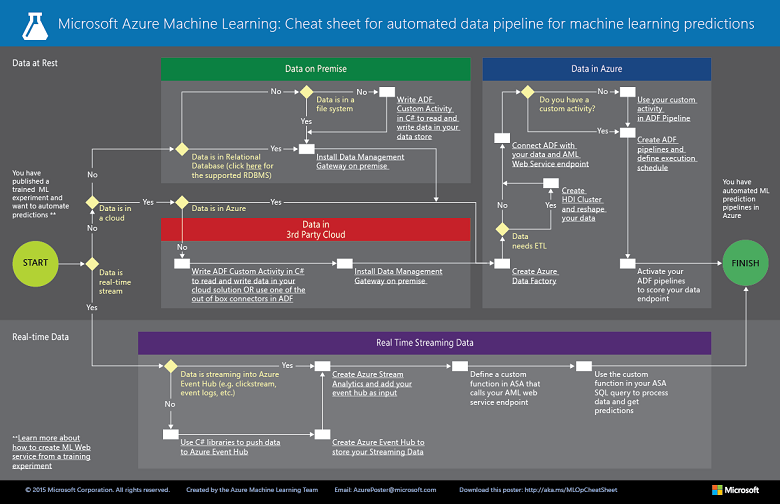 Microsoft Azure Machine Learning: Cheat sheet for automated data pipeline for machine learning predictions
Data at Rest
Data on Premise
No
Data is in a
file system
No
Write ADF
Custom Activity
in C# to read and
write data in your
data store
Yes
Data is in Relational
Database (click here for
the supported RDBMS)
Yes
Install Data Management
Gateway on premise
You have
published a
trained ML
experiment and
want to automate
predictions **
No
Data is in
a cloud
Yes
Data is in Azure
Yes
No
Data in
3rd Party Cloud
No
START
Data is
real-time
stream
Yes
Write ADF Custom Activity in C#
to read and write data in your
cloud solution OR use one of the
out of box connectors in ADF
Install Data Management
Gateway on premise
Data in Azure
Do you have a
custom activity?
No
Use your custom
activity
in ADF Pipeline
Yes
Create ADF
pipelines and
define execution
schedule
Connect ADF with
your data and AML
Web Service endpoint
Create
HDI Cluster
and reshape
your data
No
Yes
Data
needs ETL
Create Azure
Data Factory
Activate your
ADF pipelines
to score your data
endpoint
You have
automated ML
prediction
pipelines in
Azure
FINISH
Real-time Data
Real Time Streaming Data
Data is streaming into Azure
Event Hub (e.g. clickstream,
event logs, etc.)
Yes
Create Azure Stream
Analytics and add your
event hub as input
Define a custom
function in ASA that
calls your AML web
service endpoint
Use the custom
function in your ASA
SQL query to process
data and get
predictions
No
Use C# libraries to push data
to Azure Event Hub
Create Azure Event Hub to
store your Streaming Data
**Learn more about
how to create ML Web
service from a training
experiment
© 2015 Microsoft Corporation. All rights reserved. Created by the Azure Machine Learning Team Email: AzurePoster@microsoft.com Download this poster: http://aka.ms/MLOpCheatSheet Microsoft